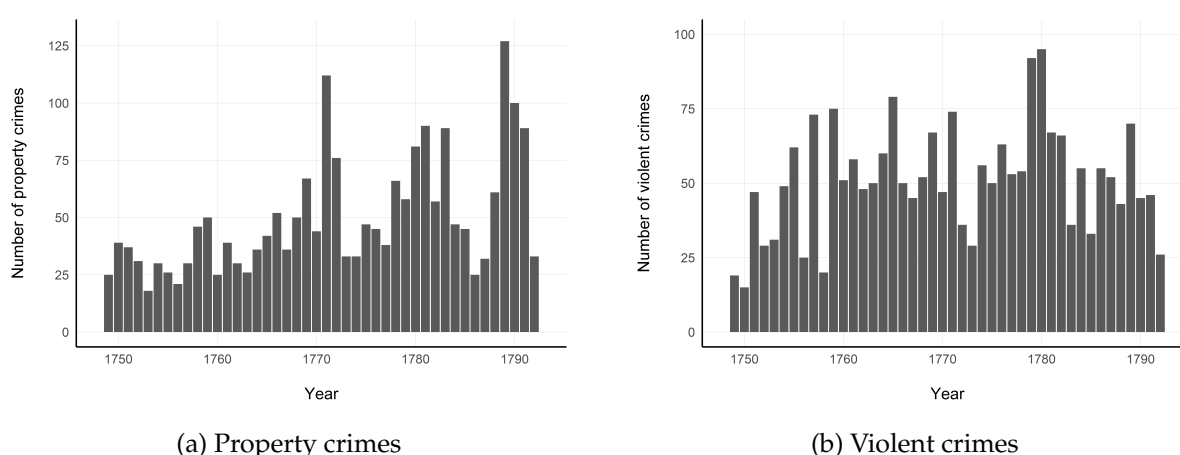 Number of property crimes
125
100
75
50
25
0
1750 1760 1770 1780 1790
Year
(a) Property crimes
Number of violent crimes
100
75
50
25
0
1750 1760 1770 1780 1790
Year
(b) Violent crimes